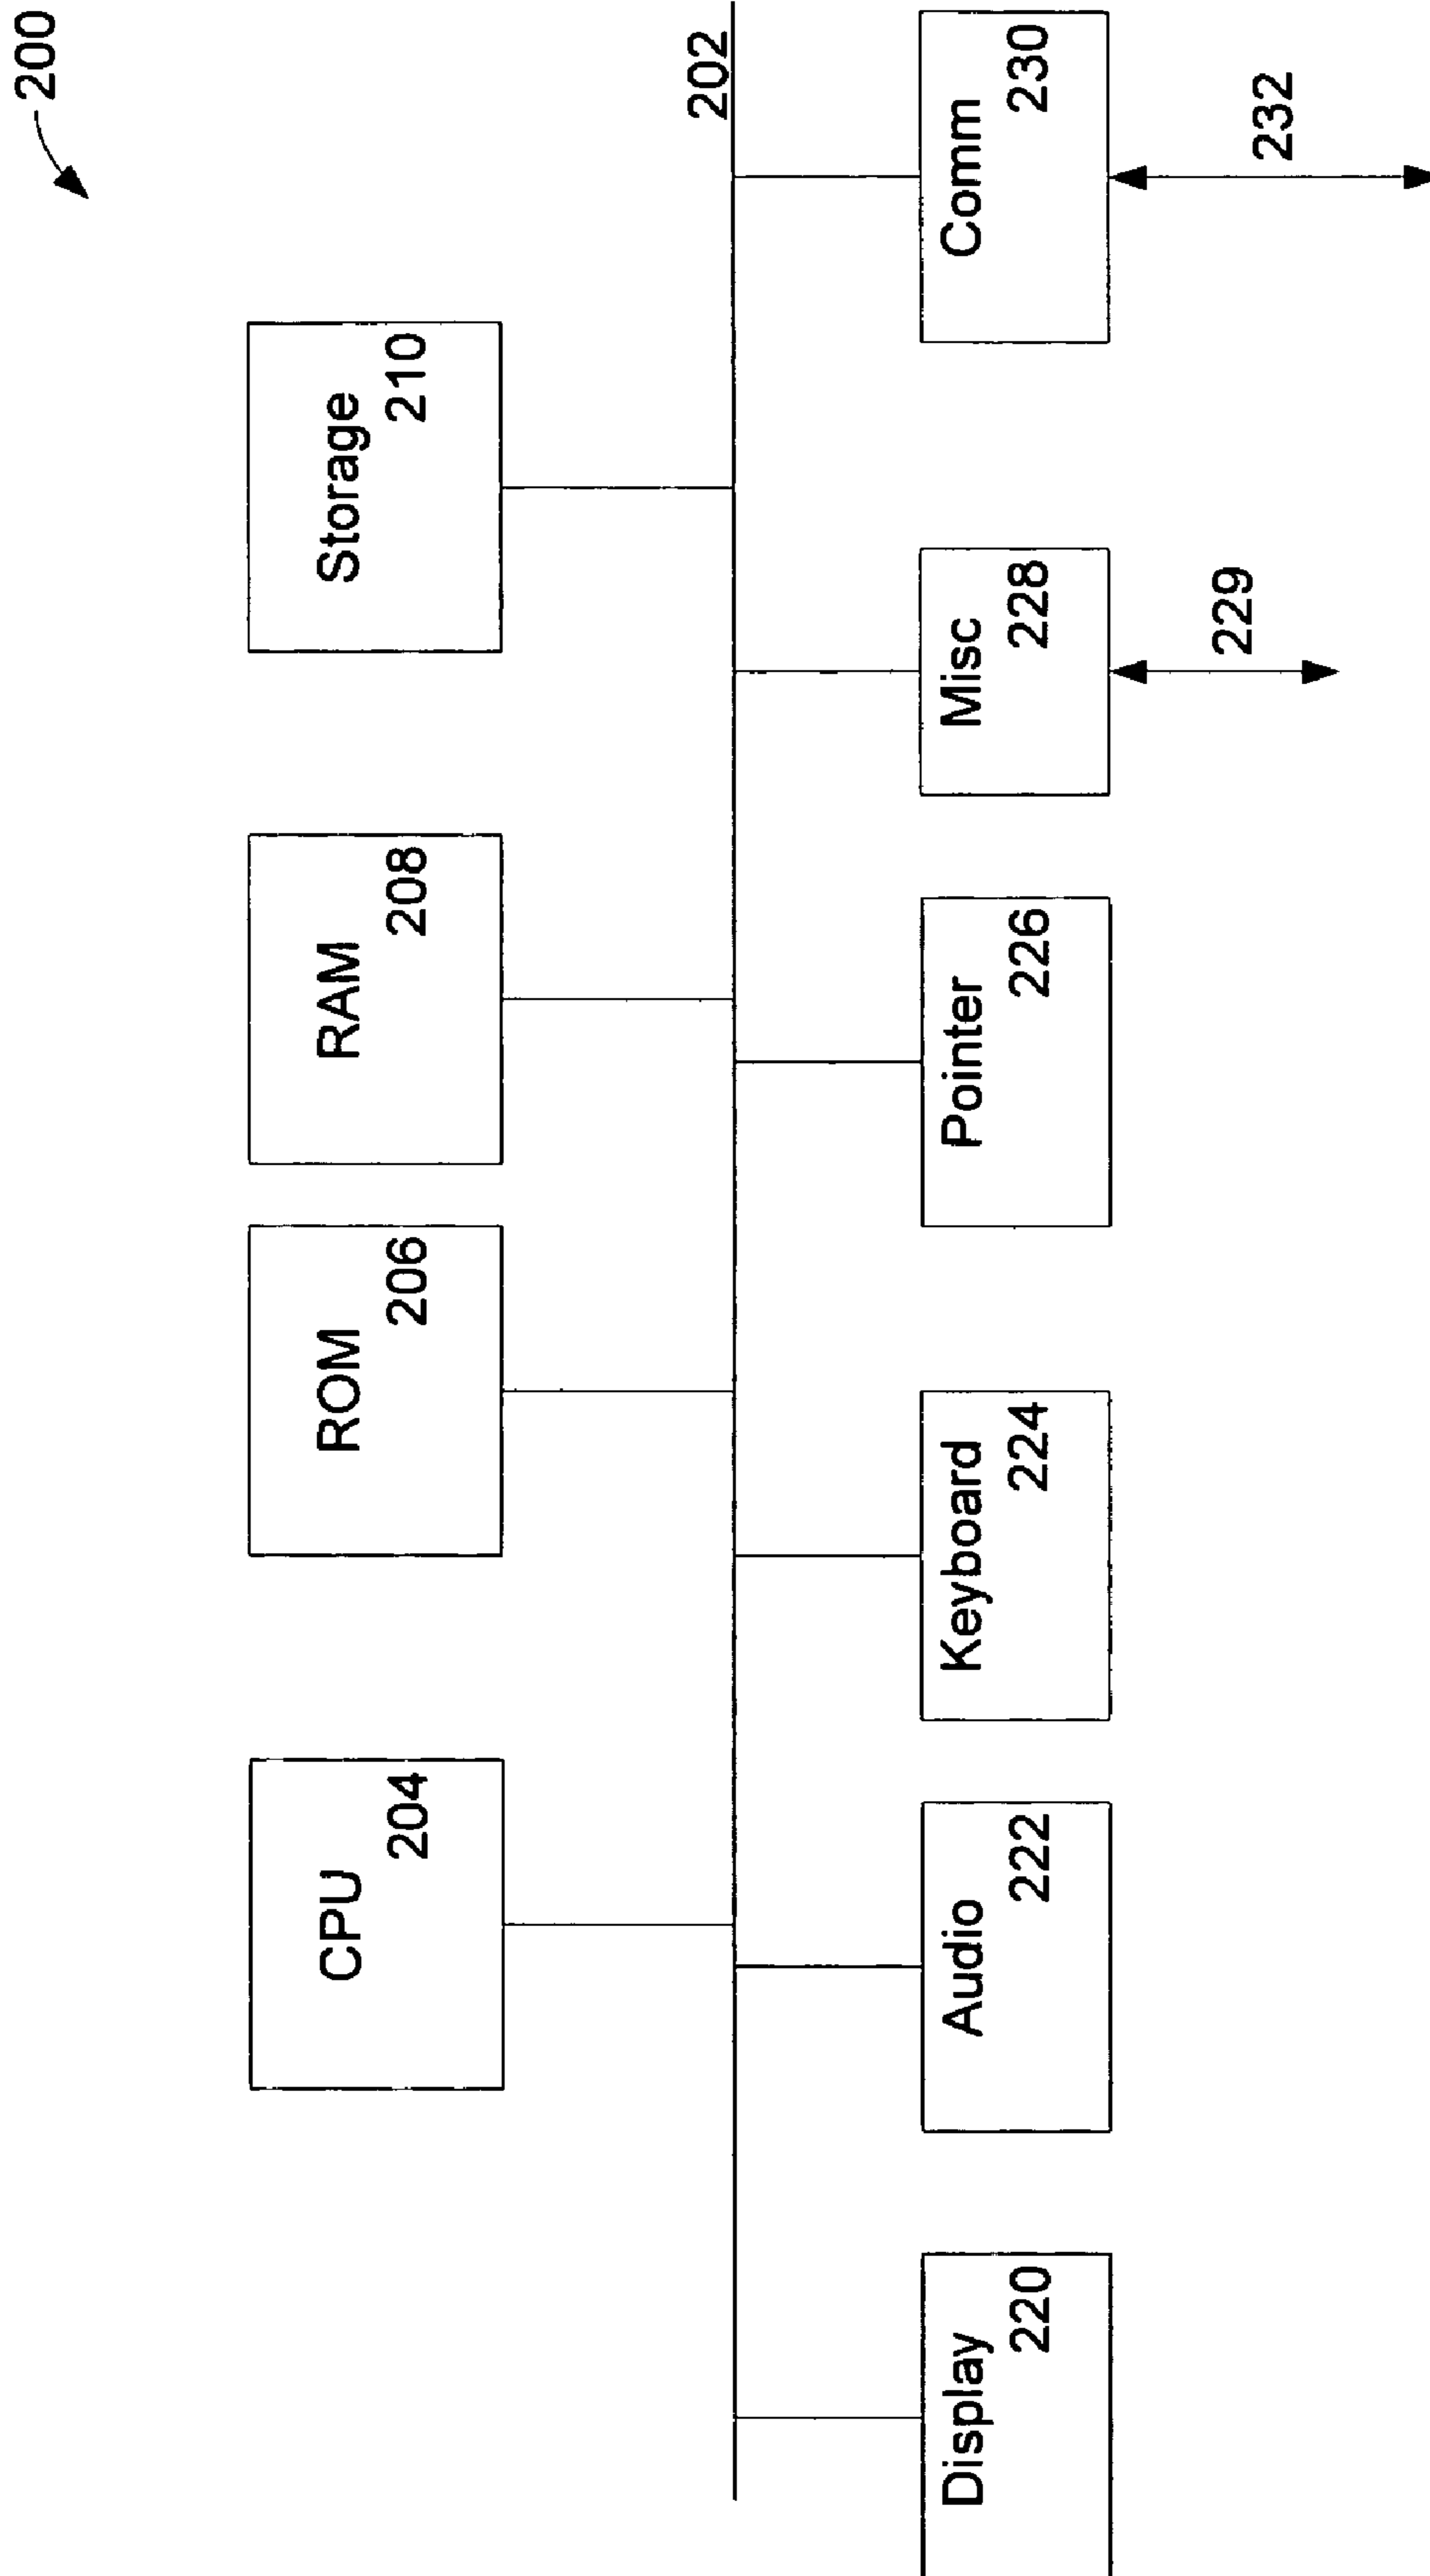 200
CPU
204
ROM
206
RAM
208
Storage
210
202
Display
220
Audio
222
Keyboard
224
Pointer
226
Misc
228
Comm
230
229
232